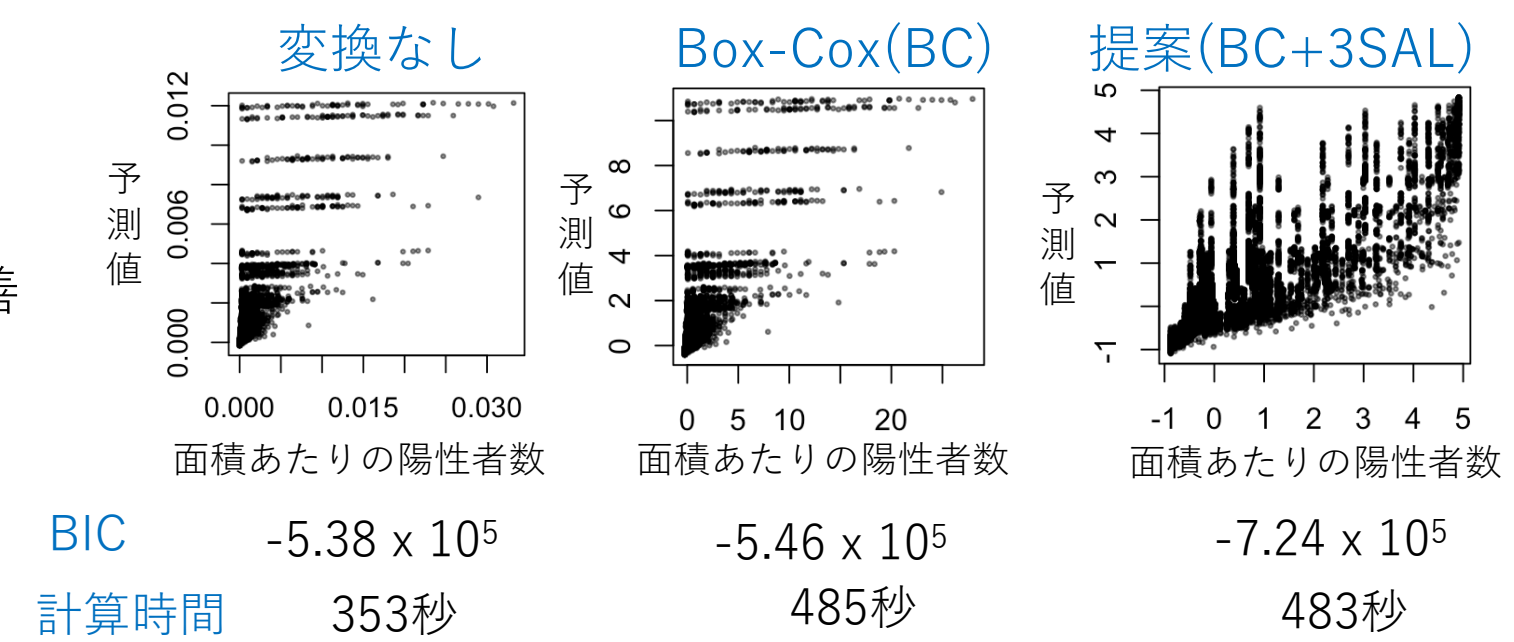 変換なし
Box-Cox(BC)
提案(BC+3SAL)
善
予測値
0.012
0.006
0.000
0.000 0.015 0.030
面積あたりの陽性者数
予測値
8
6
4
2
0
0 5 10 20
面積あたりの陽性者数
予測値
5
4
3
2
1
-1
-1 0 1 2 3 4 5
面積あたりの陽性者数
BIC -5.38 x 10⁵ -5.46 x 10⁵ -7.24 x 10⁵
計算時間 353秒 485秒 483秒